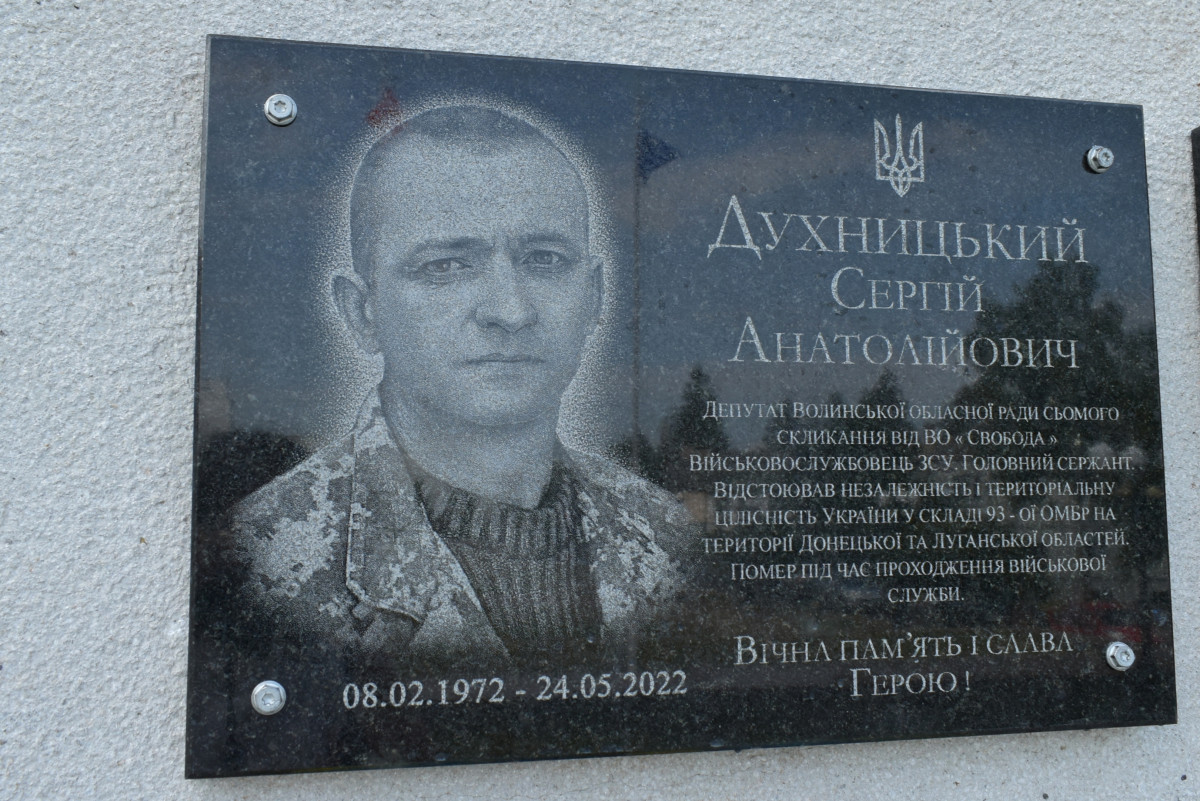 Духницький
Сергій
Анатолійович
Депутат Волинської обласної ради сьомого
скликання від ВО « Свобода »
Військовослужбовець ЗСУ. Головний сержант.
Відстоював незалежність і територіальну
цілісність України у складі 93 - ої ОМБр на
території Донецької та Луганської областей.
Помер під час проходження військової
служби.
Вічна пам'ять і слава
Герою !
08.02.1972 - 24.05.2022